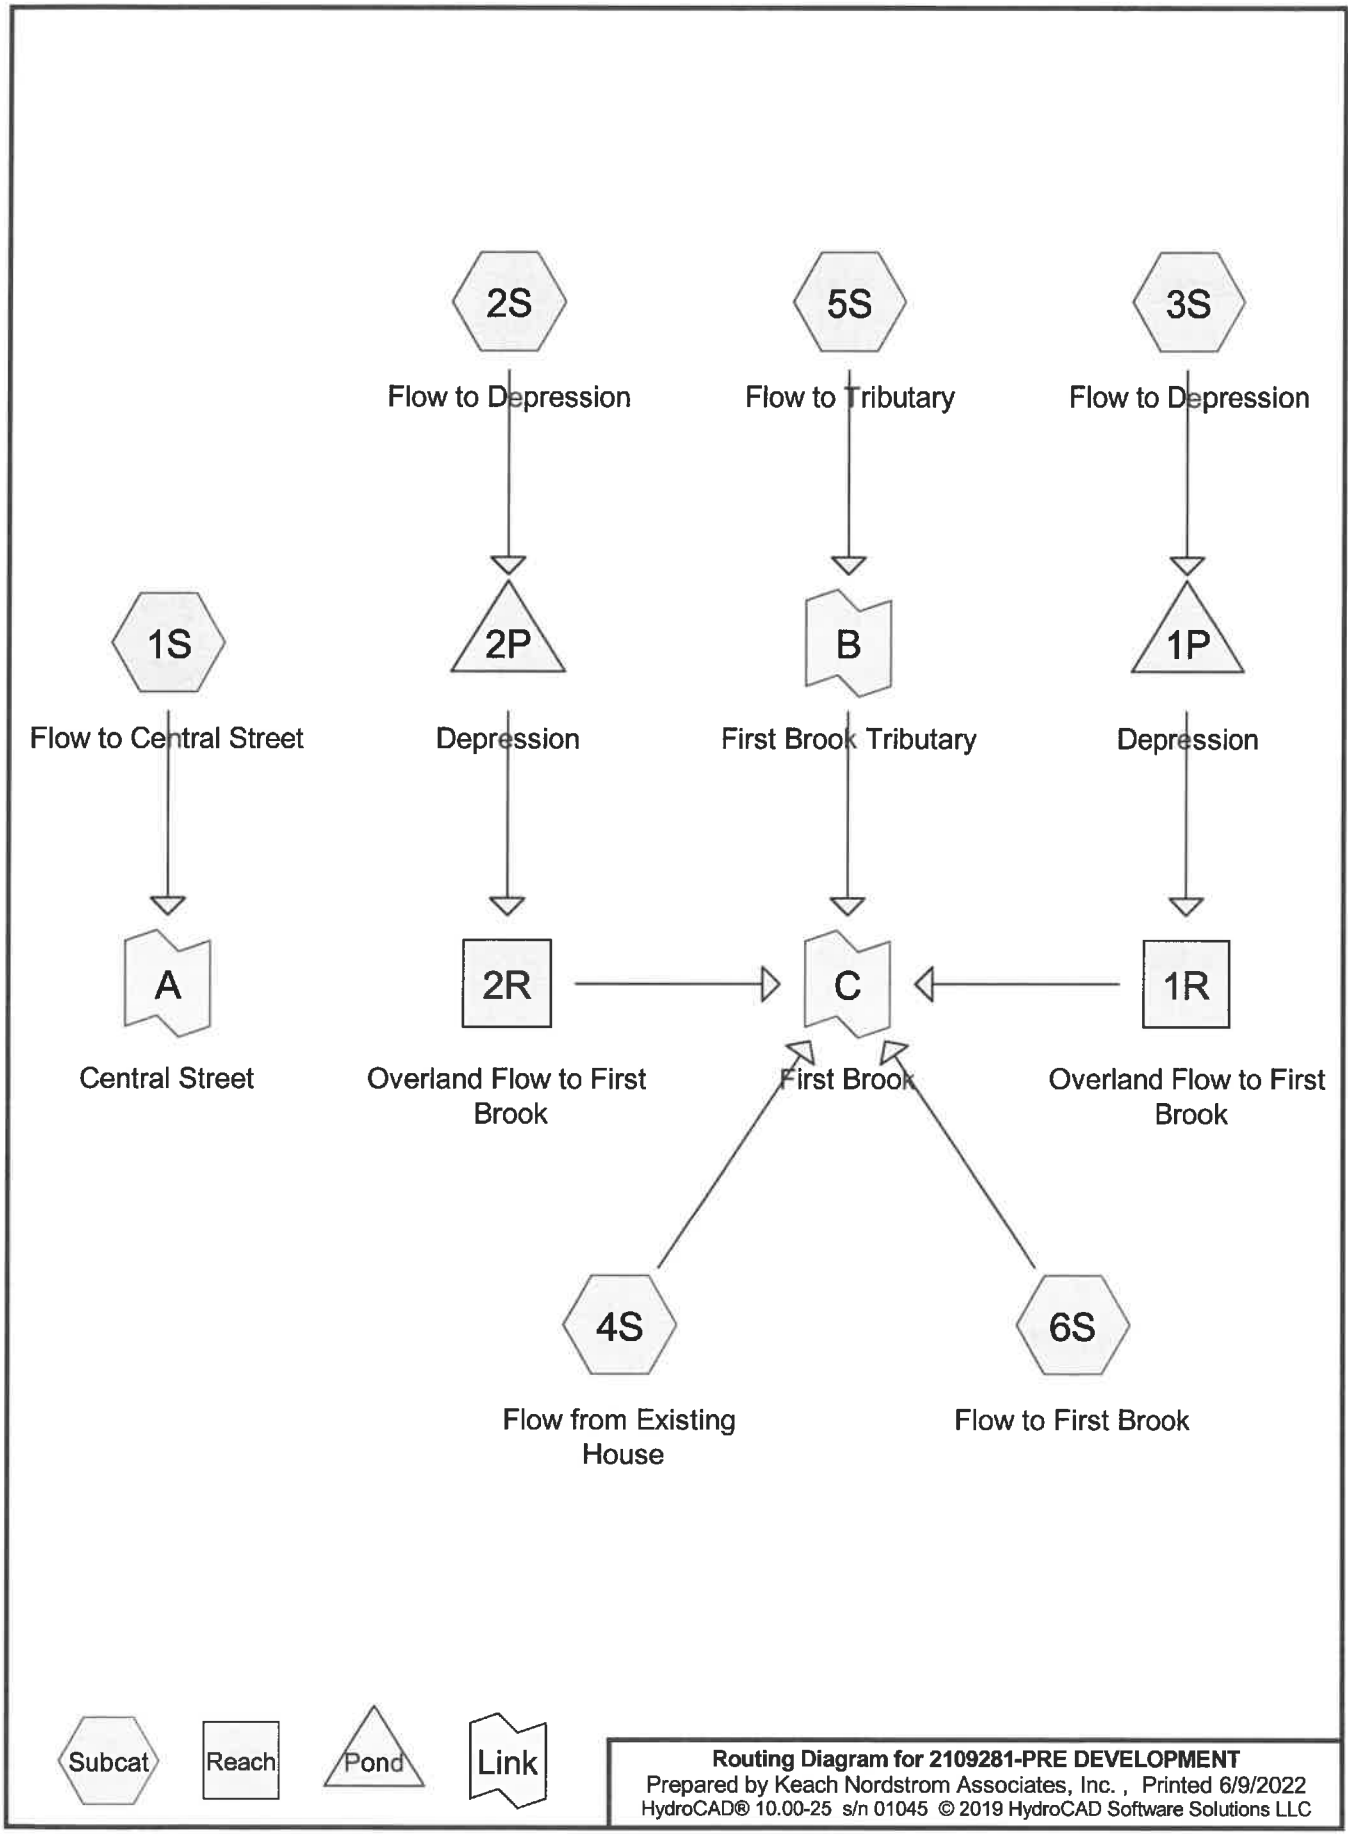 2S
5S
3S
Flow to Depression
Flow to Tributary
Flow to Depression
1S
2P
B
1P
Flow to Central Street
Depression
First Brook Tributary
Depression
A
2R
C
1R
Central Street
Overland Flow to First
Brook
First Brook
Overland Flow to First
Brook
4S
6S
Flow from Existing
House
Flow to First Brook
Subcat
Reach
Pond
Link
Routing Diagram for 2109281-PRE DEVELOPMENT
Prepared by Keach Nordstrom Associates, Inc. , Printed 6/9/2022
HydroCAD® 10.00-25 s/n 01045 © 2019 HydroCAD Software Solutions LLC